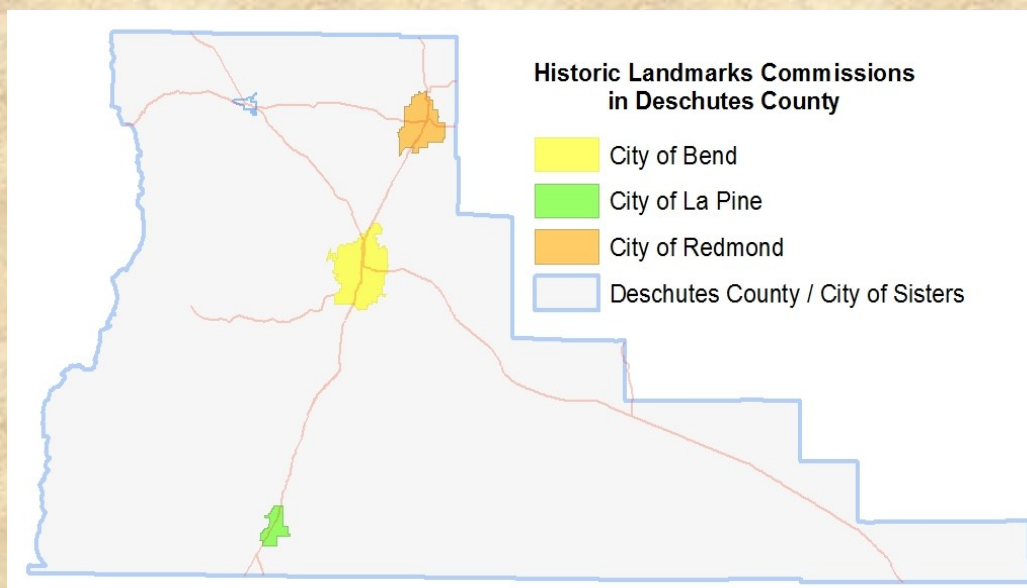 Historic Landmarks Commissions
in Deschutes County
City of Bend
City of La Pine
City of Redmond
Deschutes County / City of Sisters